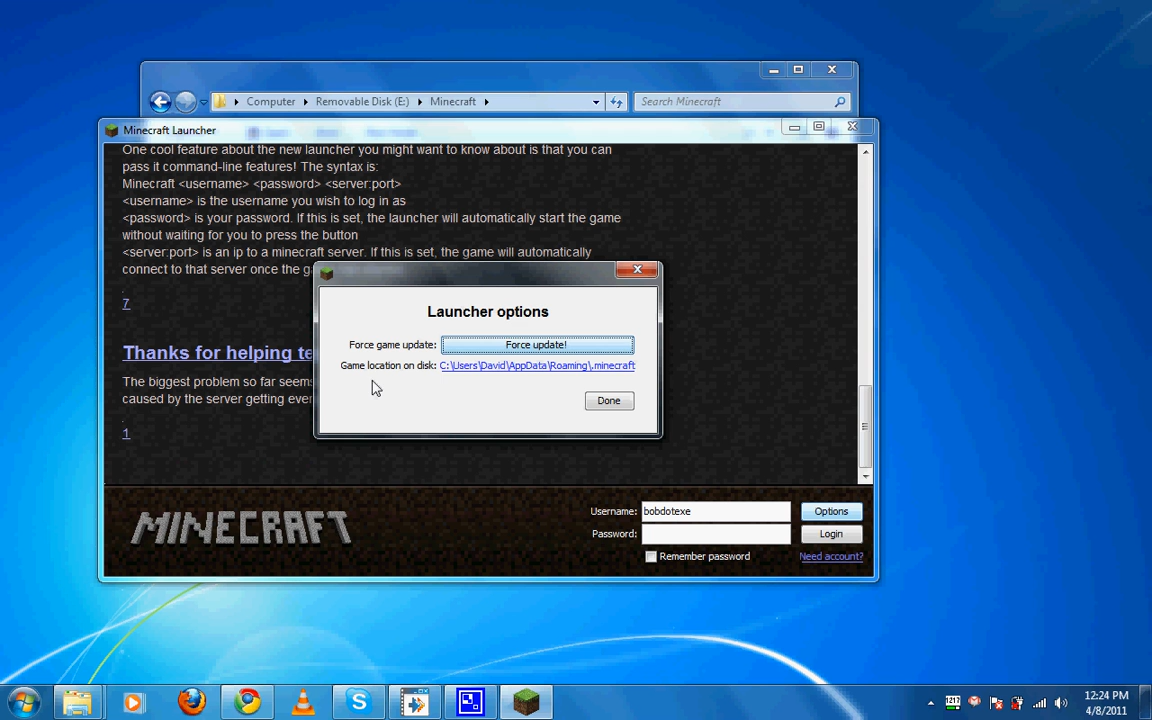 Computer
Removable Disk (E:)
Minecraft
Search Minecraft
Minecraft Launcher
One cool feature about the new launcher you might want to know about is that you can
pass it command-line features! The syntax is:
Minecraft <username> <password> <server:port>
<username> is the username you wish to log in as
<password> is your password. If this is set, the launcher will automatically start the game
without waiting for you to press the button
<server:port> is an ip to a minecraft server. If this is set, the game will automatically
connect to that server once the
7
Thanks for helping
The biggest problem so far
caused by the server getting
1
Launcher options
Force game update:
Force update!
Game location on disk:
C:\Users\David\AppData\Roaming\.minecraft
Done
MINECRAFT
Username:
bobdotexe
Options
Password:
Login
Remember password
Need account?
12:24 PM
4/8/2011